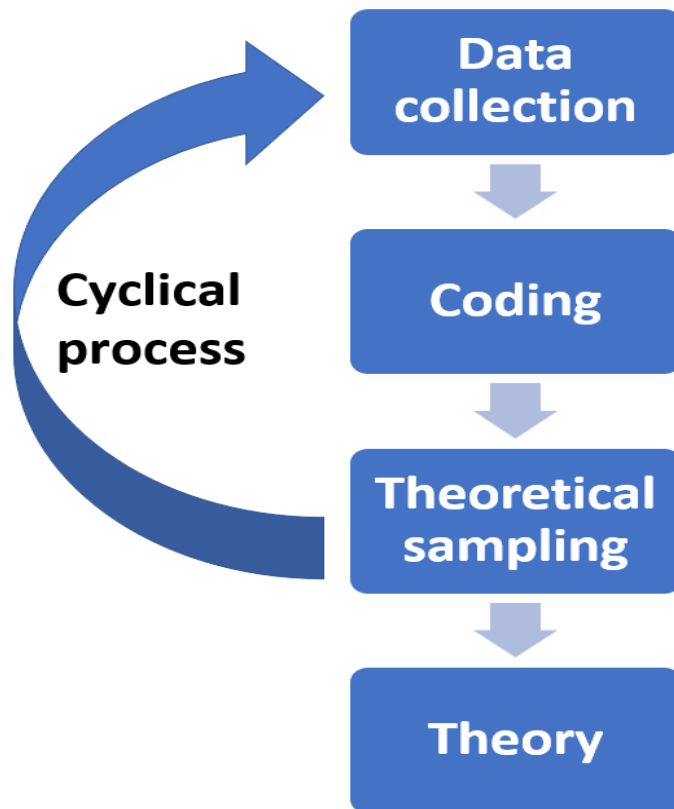 Data
collection
Cyclical
process
Coding
Theoretical
sampling
Theory